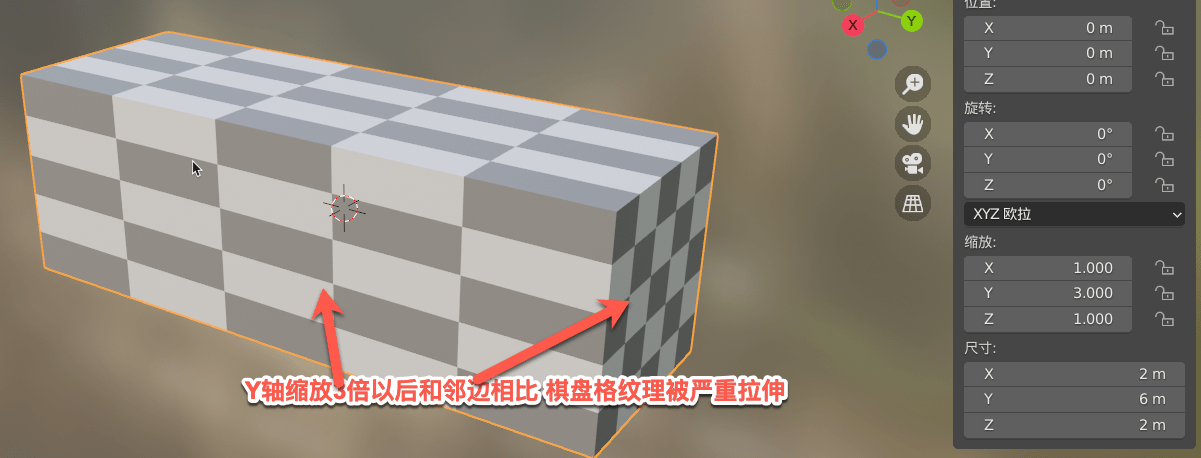 位置:
X 0 m
Y 0 m
Z 0 m
旋转:
X 0°
Y 0°
Z 0°
XYZ 欧拉
缩放:
X 1.000
Y 3.000
Z 1.000
尺寸:
X 2 m
Y 6 m
Z 2 m
X Y
Y轴缩放3倍以后和邻边相比 棋盘格纹理被严重拉伸